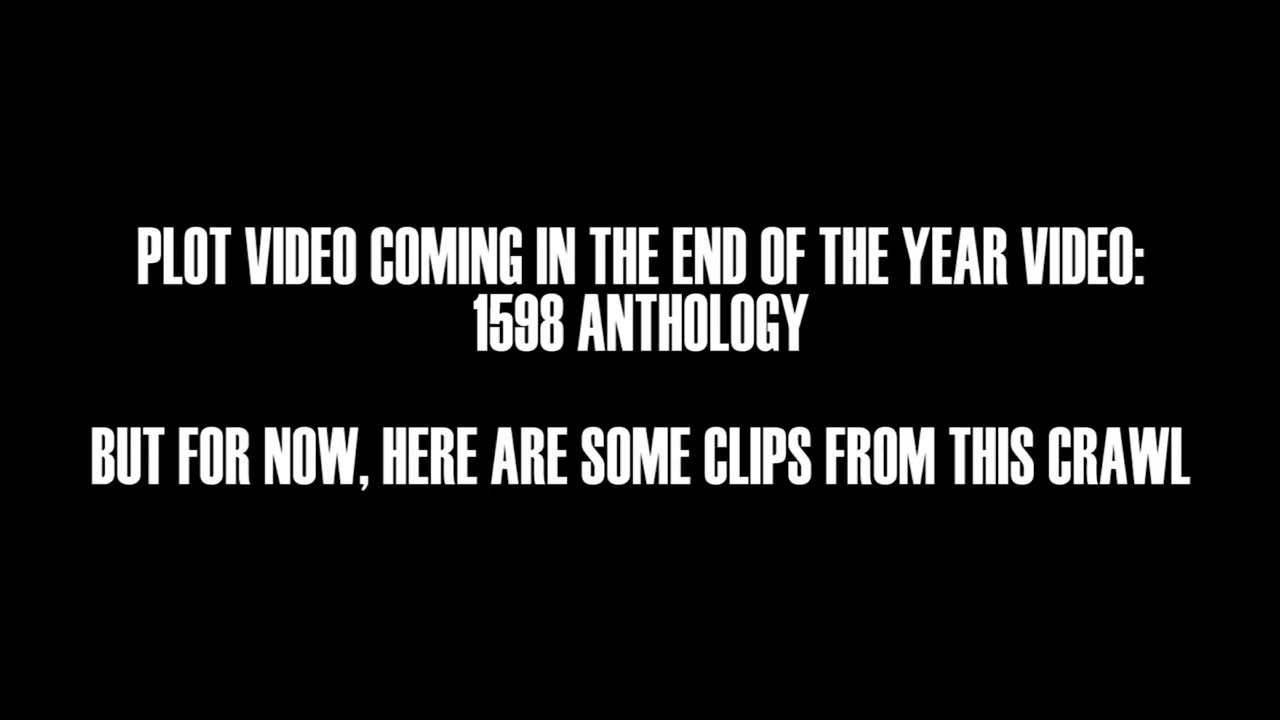 PLOT VIDEO COMING IN THE END OF THE YEAR VIDEO:
1598 ANTHOLOGY
BUT FOR NOW, HERE ARE SOME CLIPS FROM THIS CRAWL